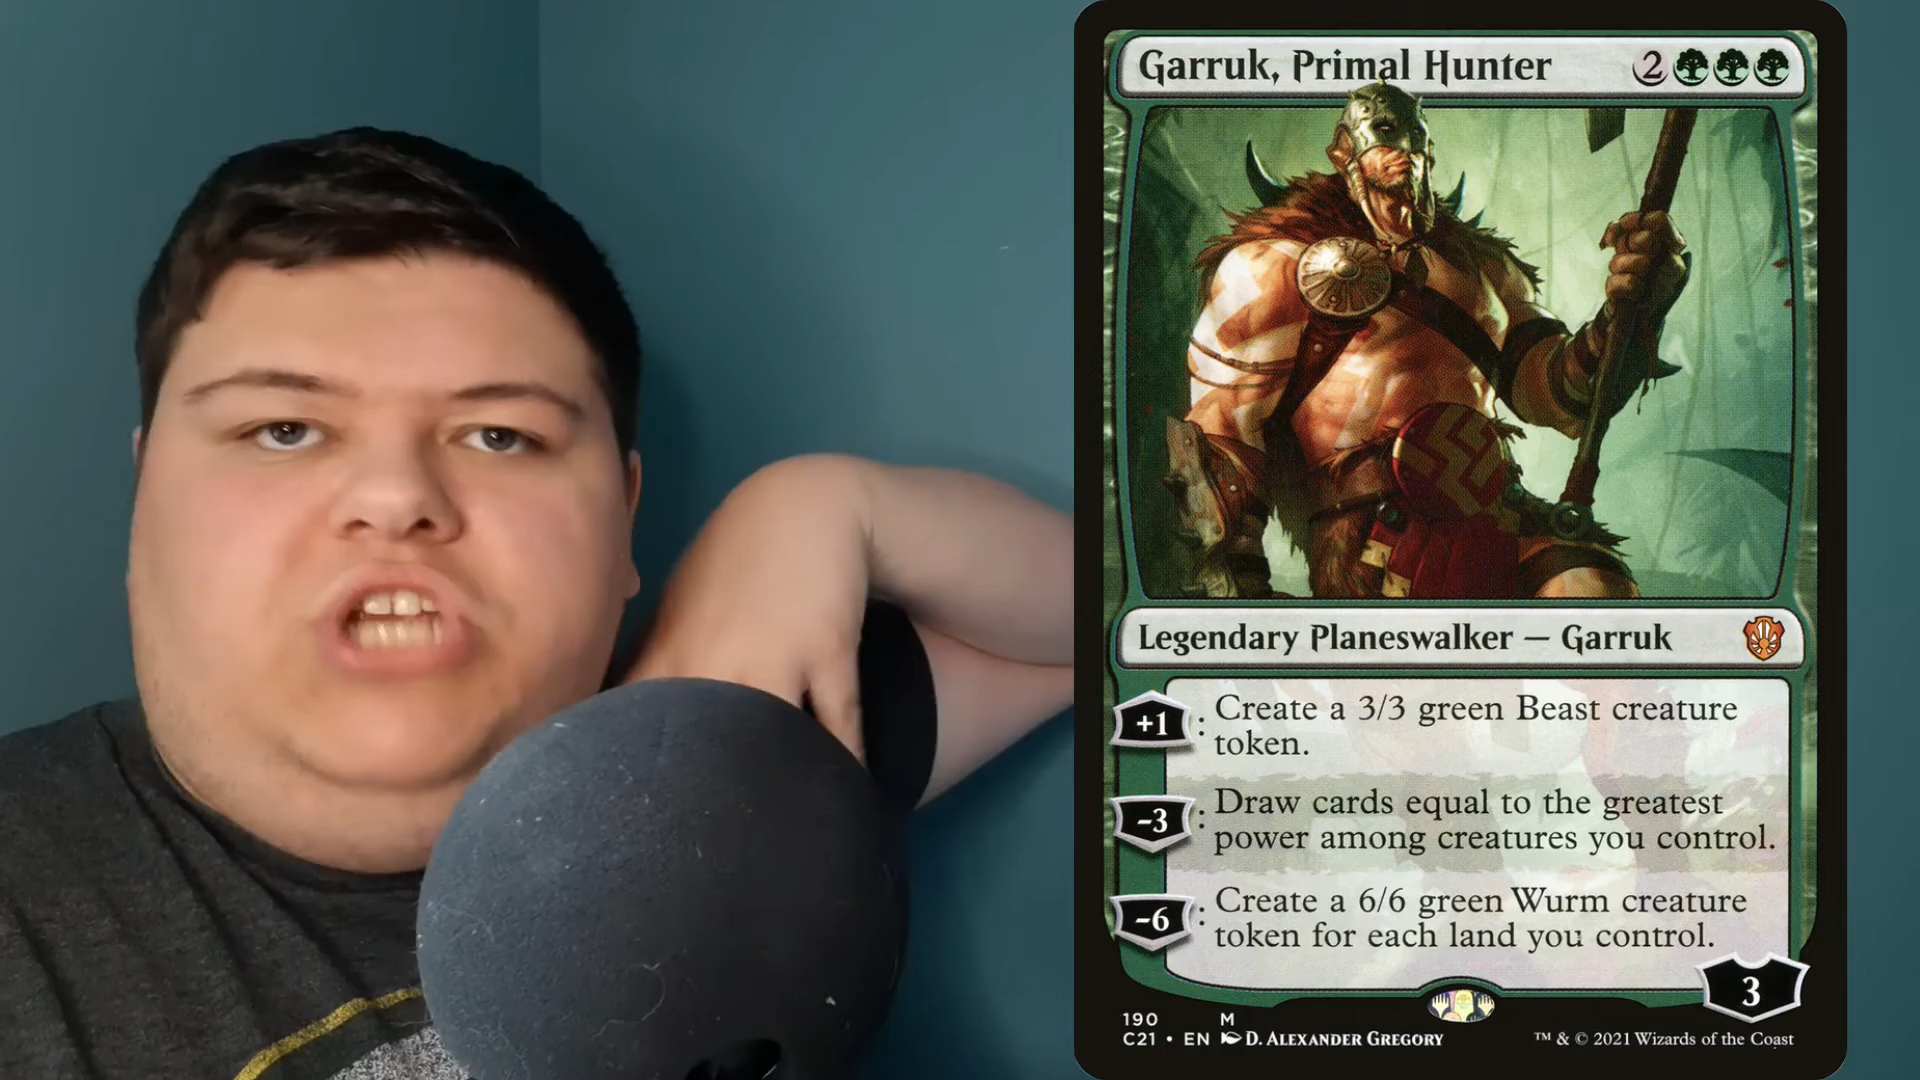 Garruk, Primal Hunter 2
Legendary Planeswalker — Garruk
+1 : Create a 3/3 green Beast creature
token.
-3 : Draw cards equal to the greatest
power among creatures you control.
-6 : Create a 6/6 green Wurm creature
token for each land you control.
3
190 M
C21 • EN D. Alexander Gregory ™ & © 2021 Wizards of the Coast